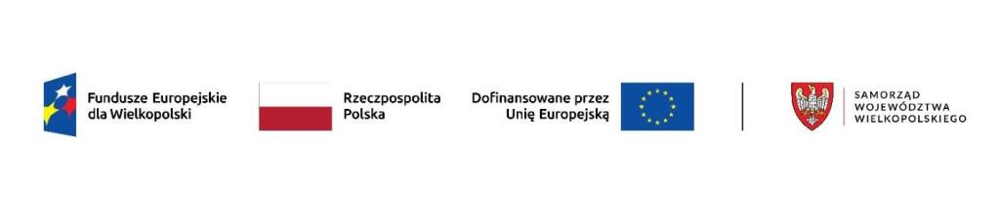 Fundusze Europejskie
dla Wielkopolski
Rzeczpospolita
Polska
Dofinansowane przez
Unię Europejską
SAMORZĄD
WOJEWÓDZTWA
WIELKOPOLSKIEGO